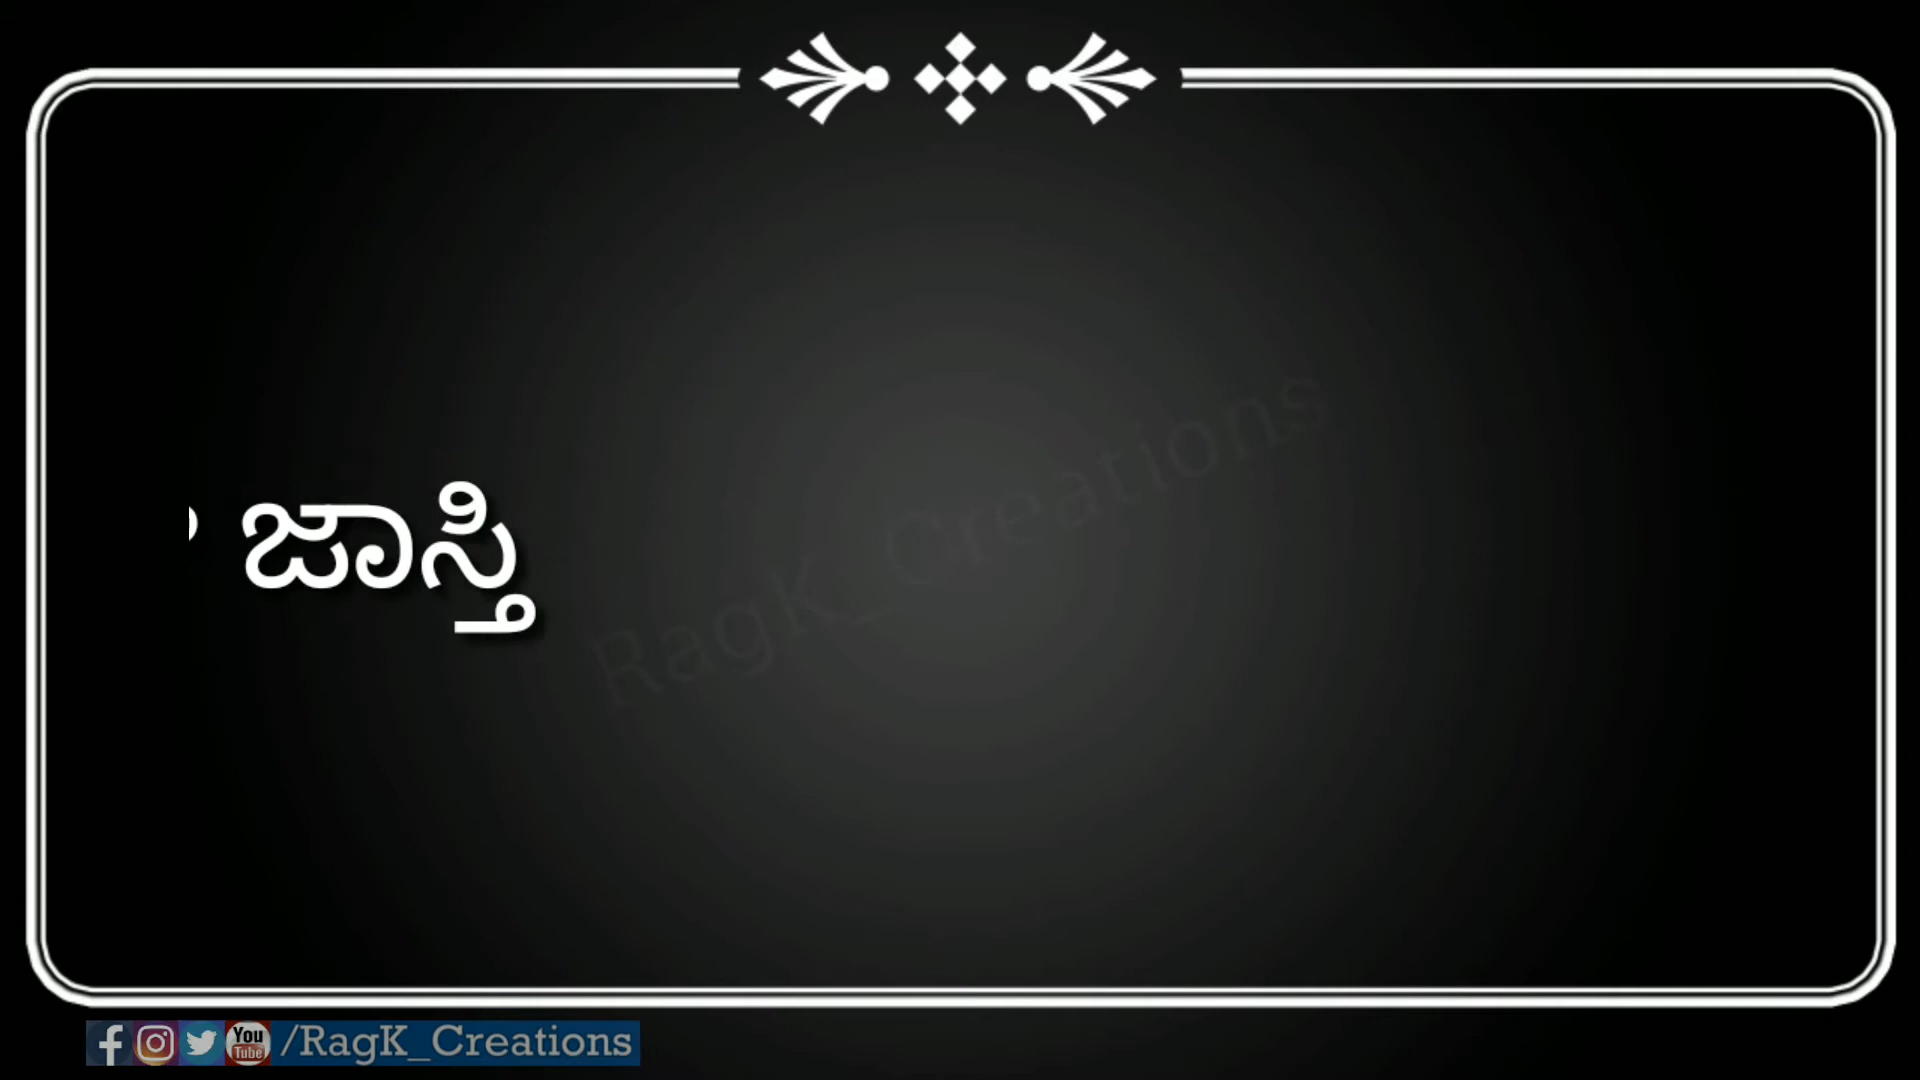 ಜಾಸ್ತಿ
RagK_Creations
You
Tube
/RagK_Creations